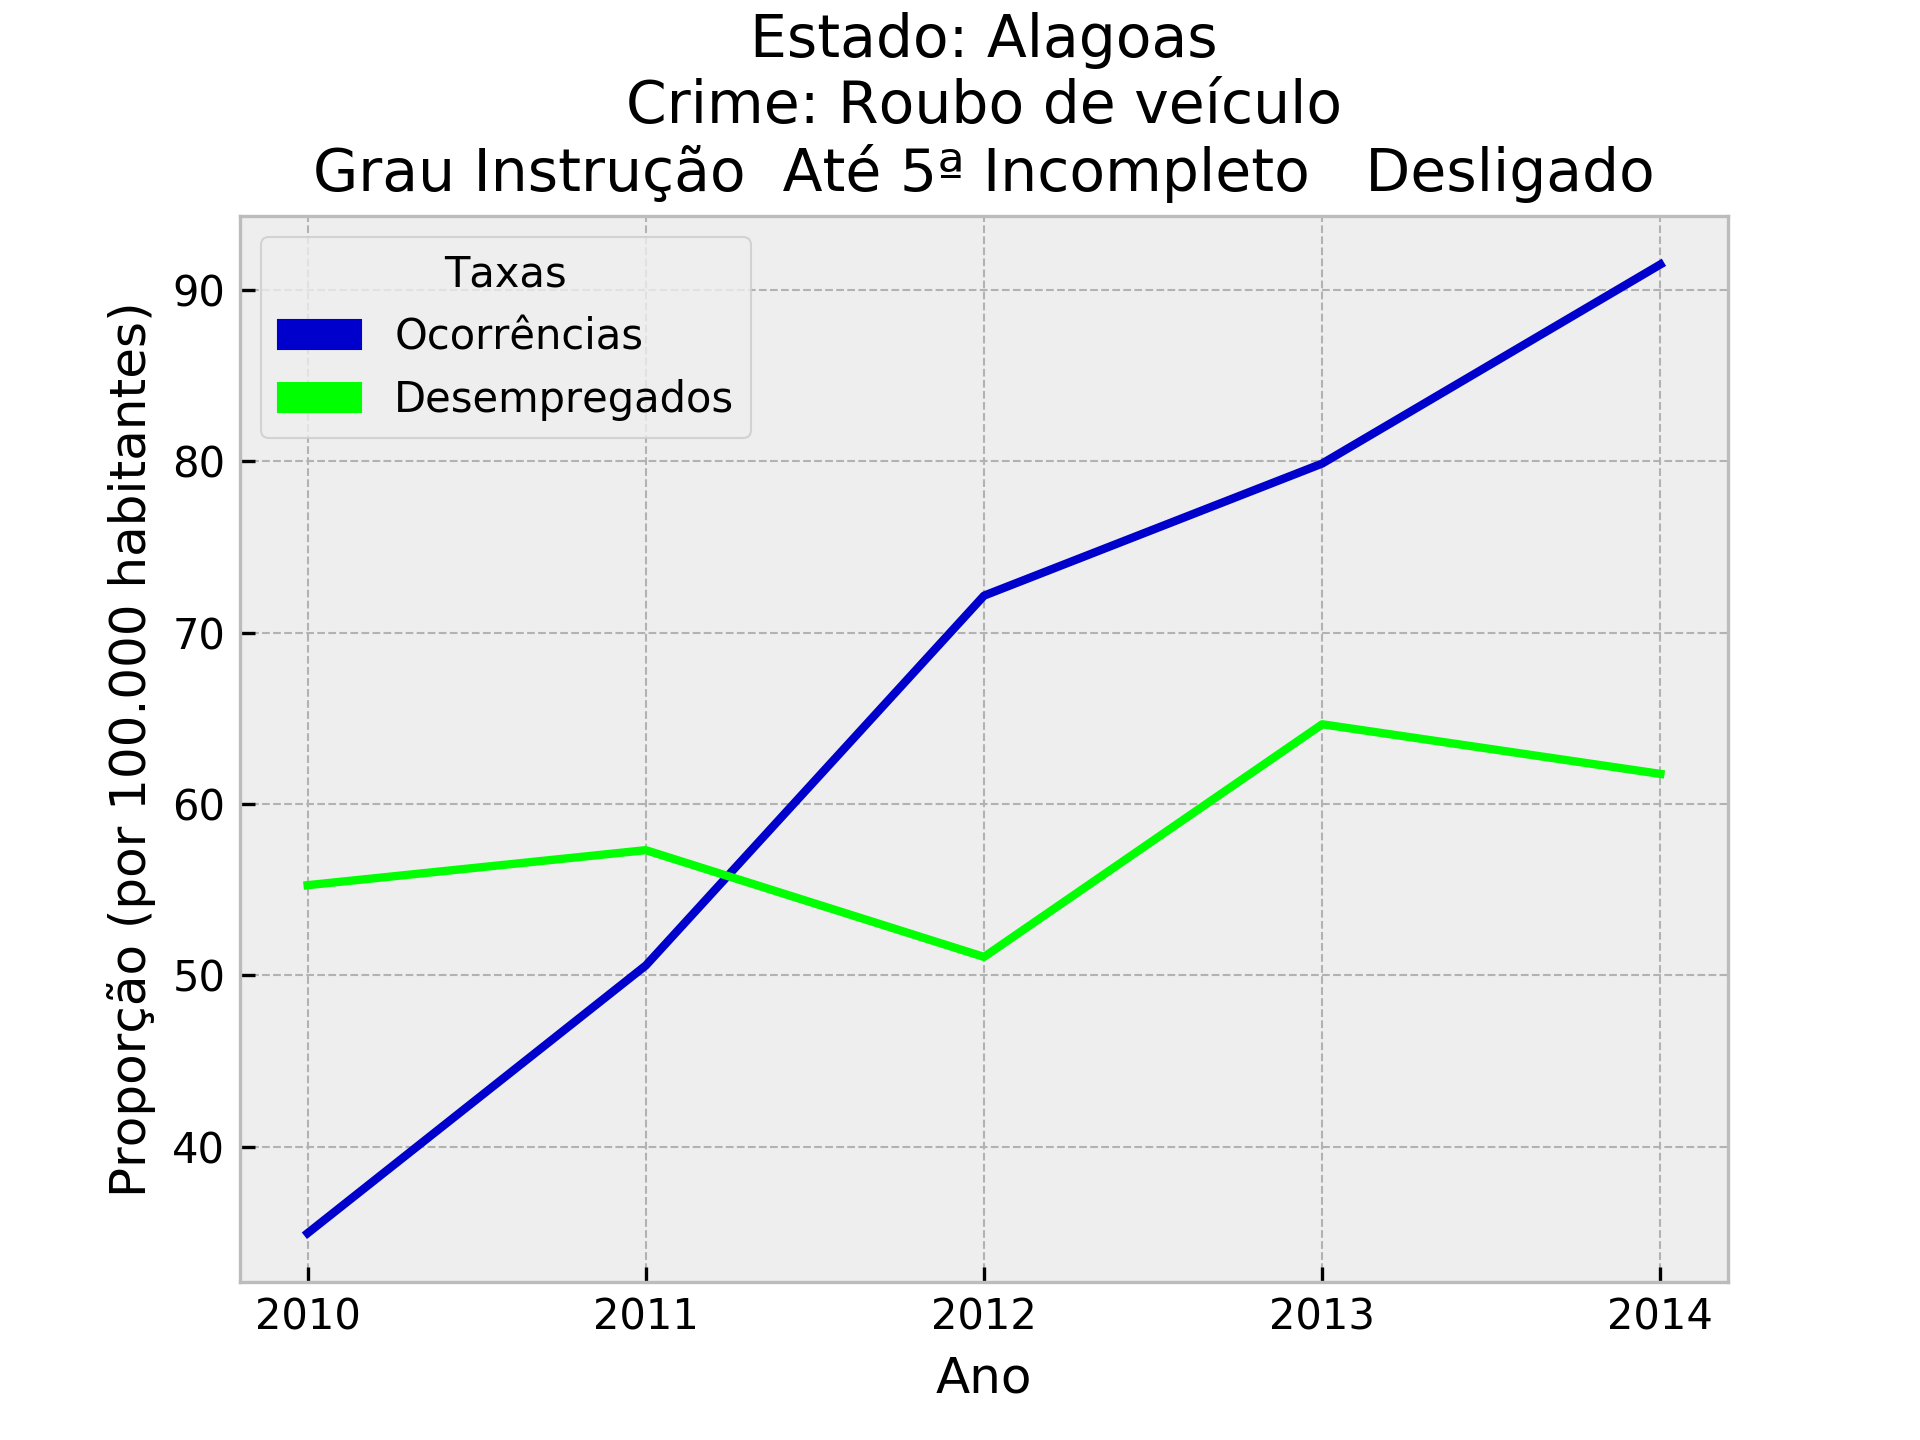 Estado: Alagoas
Crime: Roubo de veículo
Grau Instrução  Até 5ª Incompleto   Desligado
Taxas
Ocorrências
Desempregados
Proporção (por 100.000 habitantes)
90
80
70
60
50
40
2010 2011 2012 2013 2014
Ano